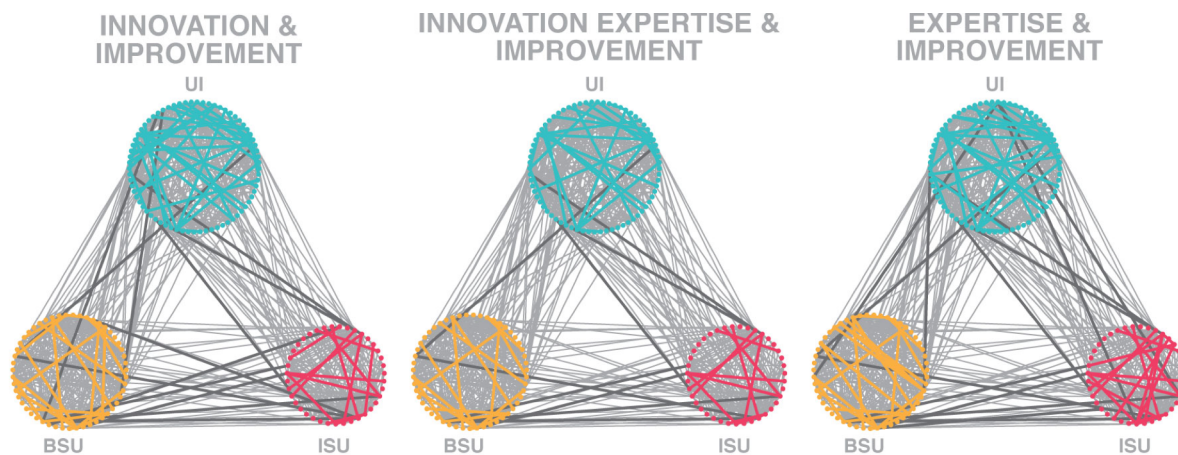 INNOVATION &
IMPROVEMENT
UI
BSU
ISU
INNOVATION EXPERTISE &
IMPROVEMENT
UI
BSU
ISU
EXPERTISE &
IMPROVEMENT
UI
BSU
ISU